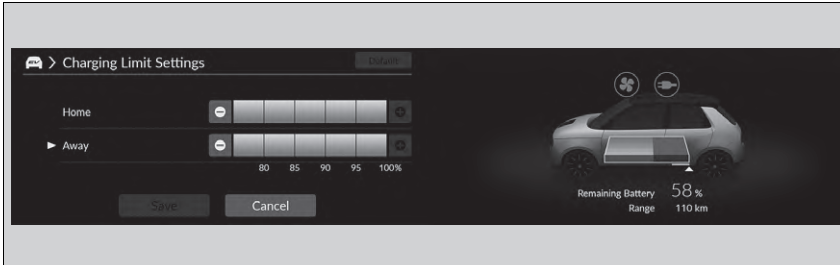 EV > Charging Limit Settings
Default
Home
Away
80 85 90 95 100%
Save
Cancel
Remaining Battery 58 %
Range 110 km